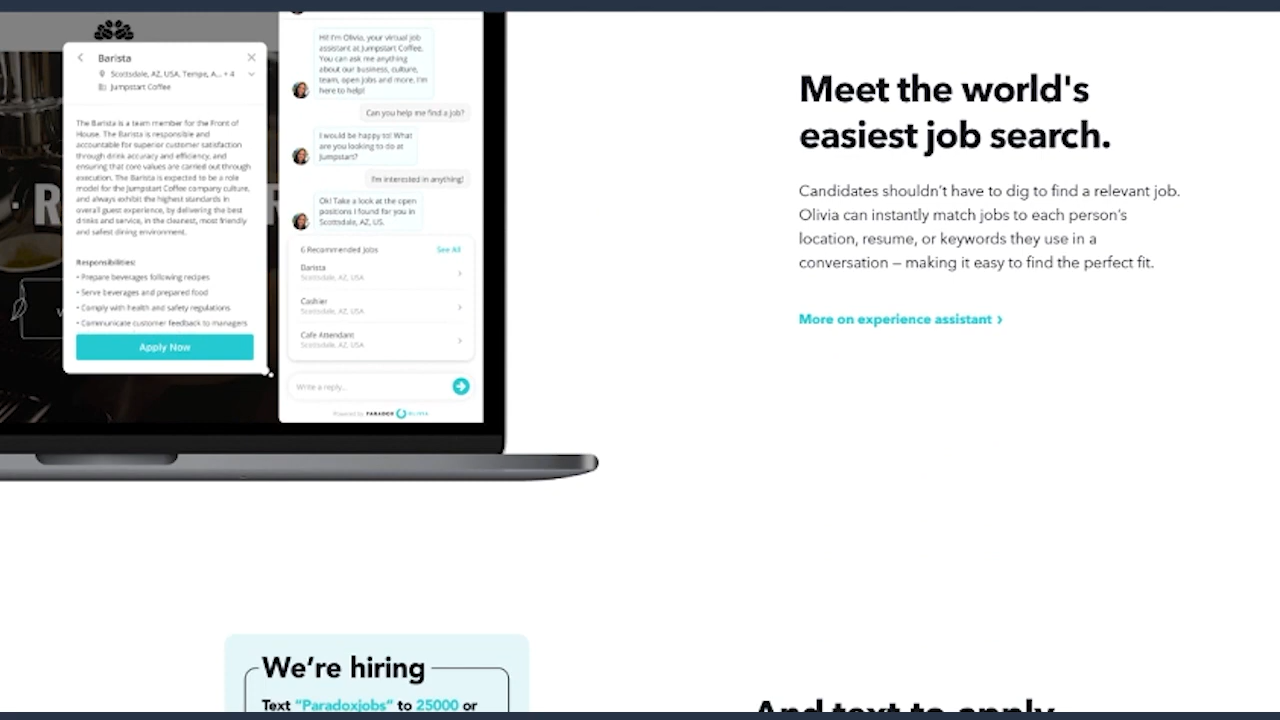 Barista
Scottsdale, AZ, USA, Tempe, A... + 4
Jumpstart Coffee
The Barista is a team member for the Front of
House. The Barista is responsible and
accountable for superior customer satisfaction
through drink accuracy and efficiency, and
ensuring that core values are carried out through
execution. The Barista is expected to be a role
model for the Jumpstart Coffee company culture,
and always exhibit the highest standards in
overall guest experience, by delivering the best
drinks and service, in the cleanest, most friendly
and safest dining environment.
Responsibilities:
• Prepare beverages following recipes
• Serve beverages and prepared food
• Comply with health and safety regulations
• Communicate customer feedback to managers
Apply Now
Hi! I'm Olivia, your virtual job
assistant at Jumpstart Coffee.
You can ask me anything
about our business, culture,
team, open jobs and more. I'm
here to help!
Can you help me find a job?
I would be happy to! What
are you looking to do at
Jumpstart?
I'm interested in anything!
Ok! Take a look at the open
positions I found for you in
Scottsdale, AZ, US.
6 Recommended Jobs See All
Barista
Scottsdale, AZ, USA
Cashier
Scottsdale, AZ, USA
Cafe Attendant
Scottsdale, AZ, USA
Write a reply...
Powered by PARADOX OLIVIA
Meet the world's
easiest job search.
Candidates shouldn’t have to dig to find a relevant job.
Olivia can instantly match jobs to each person’s
location, resume, or keywords they use in a
conversation – making it easy to find the perfect fit.
More on experience assistant ›
We’re hiring
Text “Paradoxjobs” to 25000 or
And text to apply